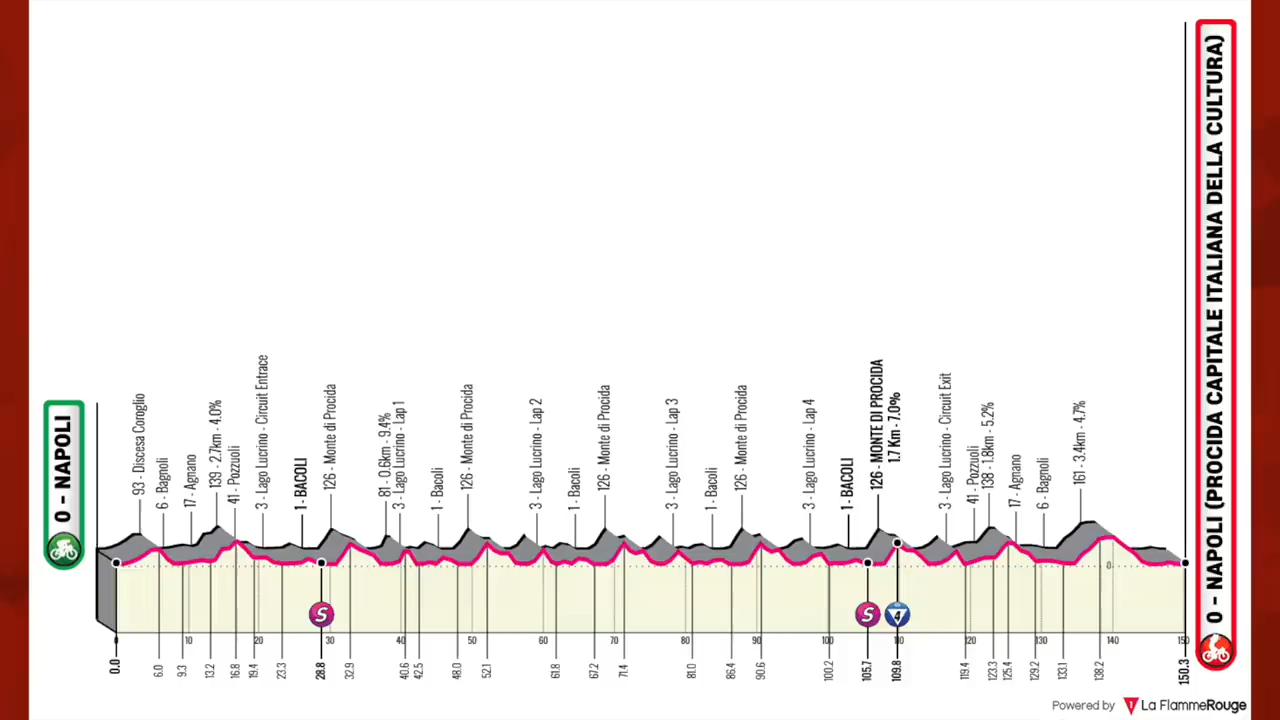 0 - NAPOLI
93 - Discesa Coroglio
6 - Bagnoli
17 - Agnano
139 - 2.7km - 4.0%
41 - Pozzuoli
3 - Lago Lucrino - Circuit Entrace
1 - BACOLI
126 - Monte di Procida
81 - 0.6km - 9.4%
3 - Lago Lucrino - Lap 1
1 - Bacoli
126 - Monte di Procida
3 - Lago Lucrino - Lap 2
1 - Bacoli
126 - Monte di Procida
3 - Lago Lucrino - Lap 3
1 - Bacoli
126 - Monte di Procida
3 - Lago Lucrino - Lap 4
1 - BACOLI
126 - MONTE DI PROCIDA
1.7 Km - 7.0%
3 - Lago Lucrino - Circuit Exit
41 - Pozzuoli
138 - 1.8km - 5.2%
17 - Agnano
6 - Bagnoli
161 - 3.4km - 4.7%
0 - NAPOLI (PROCIDA CAPITALE ITALIANA DELLA CULTURA)
0
S
S
4
0 10 20 30 40 50 60 70 80 90 100 110 120 130 140 150
0.0 6.0 9.3 13.2 16.8 19.4 23.3 28.8 32.9 40.6 42.5 48.0 52.1 61.8 67.2 71.4 81.0 86.4 90.6 100.2 105.7 109.8 119.4 123.3 125.4 129.2 133.1 138.2 150.3
Powered by 1 La FlammeRouge